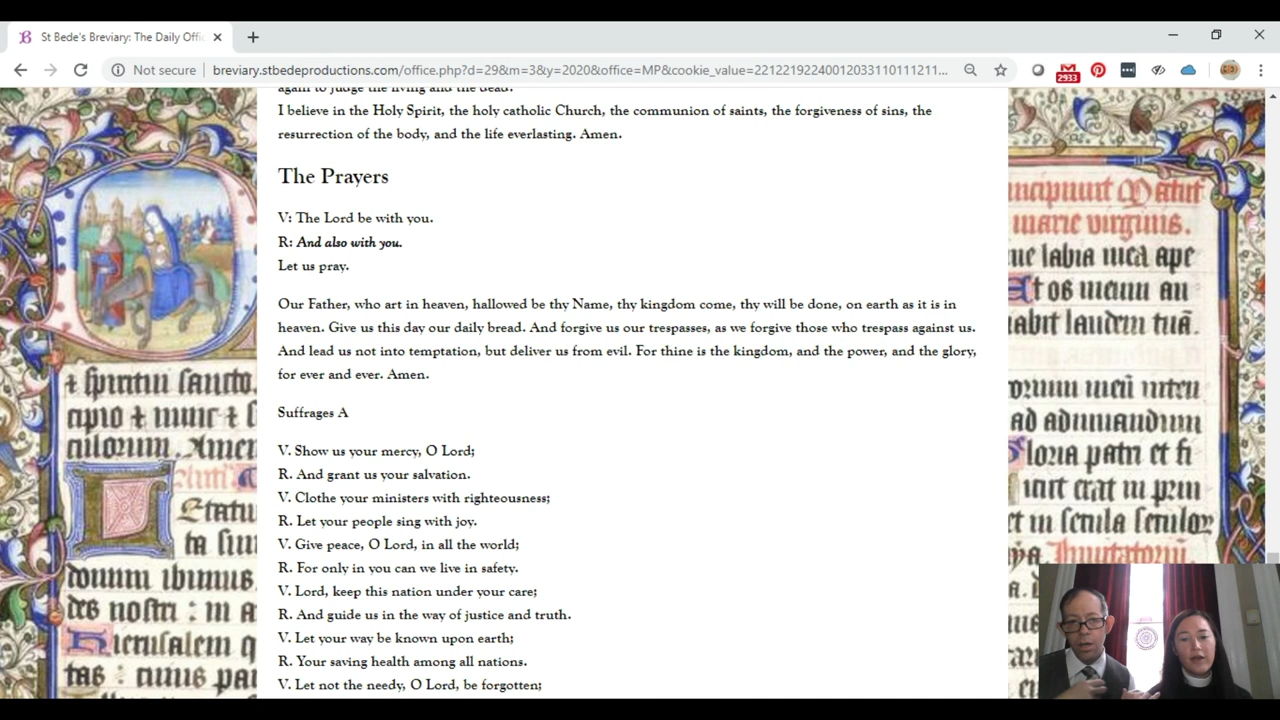 St Bede's Breviary: The Daily Offi
Not secure
breviary.stbedeproductions.com/office.php?d=29&m=3&y=2020&office=MP&cookie_value=22122192240012033110111211...
2933
again to judge the living and the dead.
I believe in the Holy Spirit, the holy catholic Church, the communion of saints, the forgiveness of sins, the
resurrection of the body, and the life everlasting. Amen.
The Prayers
V: The Lord be with you.
R: And also with you.
Let us pray.
Our Father, who art in heaven, hallowed be thy Name, thy kingdom come, thy will be done, on earth as it is in
heaven. Give us this day our daily bread. And forgive us our trespasses, as we forgive those who trespass against us.
And lead us not into temptation, but deliver us from evil. For thine is the kingdom, and the power, and the glory,
for ever and ever. Amen.
Suffrages A
V. Show us your mercy, O Lord;
R. And grant us your salvation.
V. Clothe your ministers with righteousness;
R. Let your people sing with joy.
V. Give peace, O Lord, in all the world;
R. For only in you can we live in safety.
V. Lord, keep this nation under your care;
R. And guide us in the way of justice and truth.
V. Let your way be known upon earth;
R. Your saving health among all nations.
V. Let not the needy, O Lord, be forgotten;